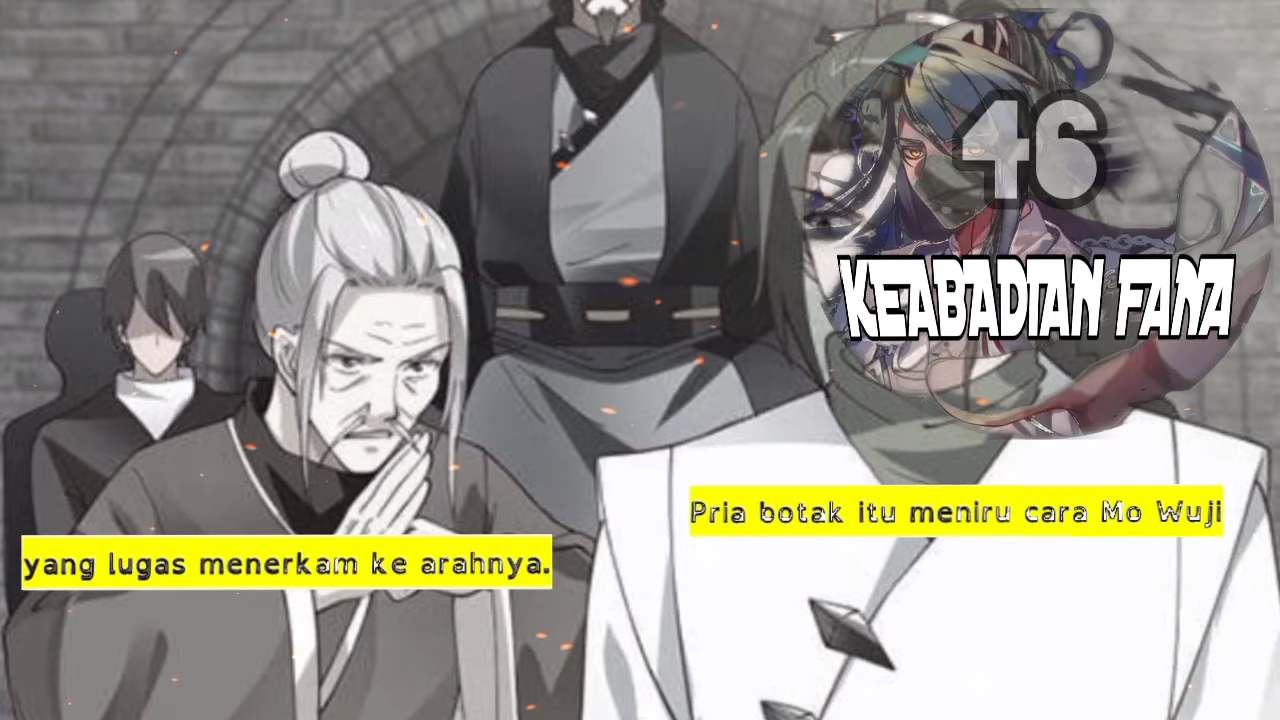 46
KEABADIAN FANA
Pria botak itu meniru cara Mo Wuji
yang lugas menerkam ke arahnya.